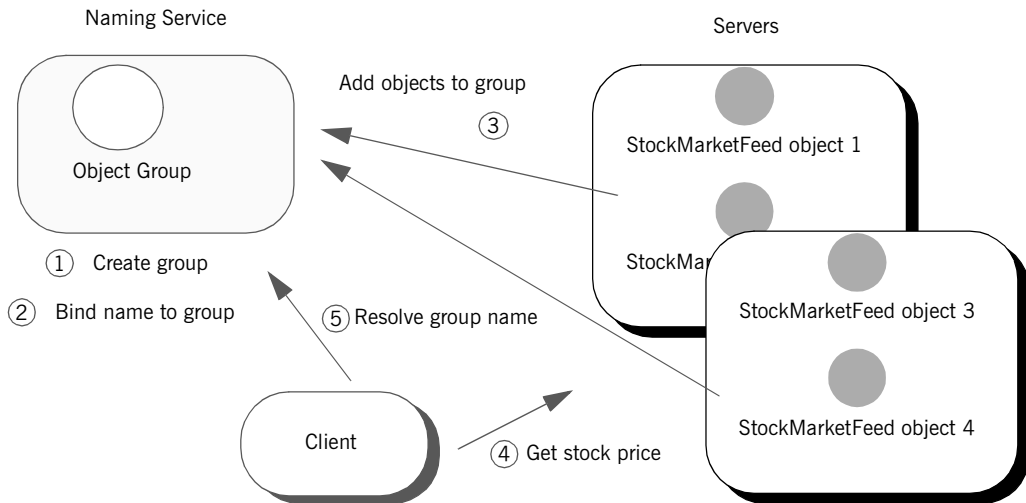 Naming Service
Servers
Add objects to group
3
StockMarketFeed object 1
Object Group
StockMar
1 Create group
2 Bind name to group
5 Resolve group name
StockMarketFeed object 3
Client
4 Get stock price
StockMarketFeed object 4